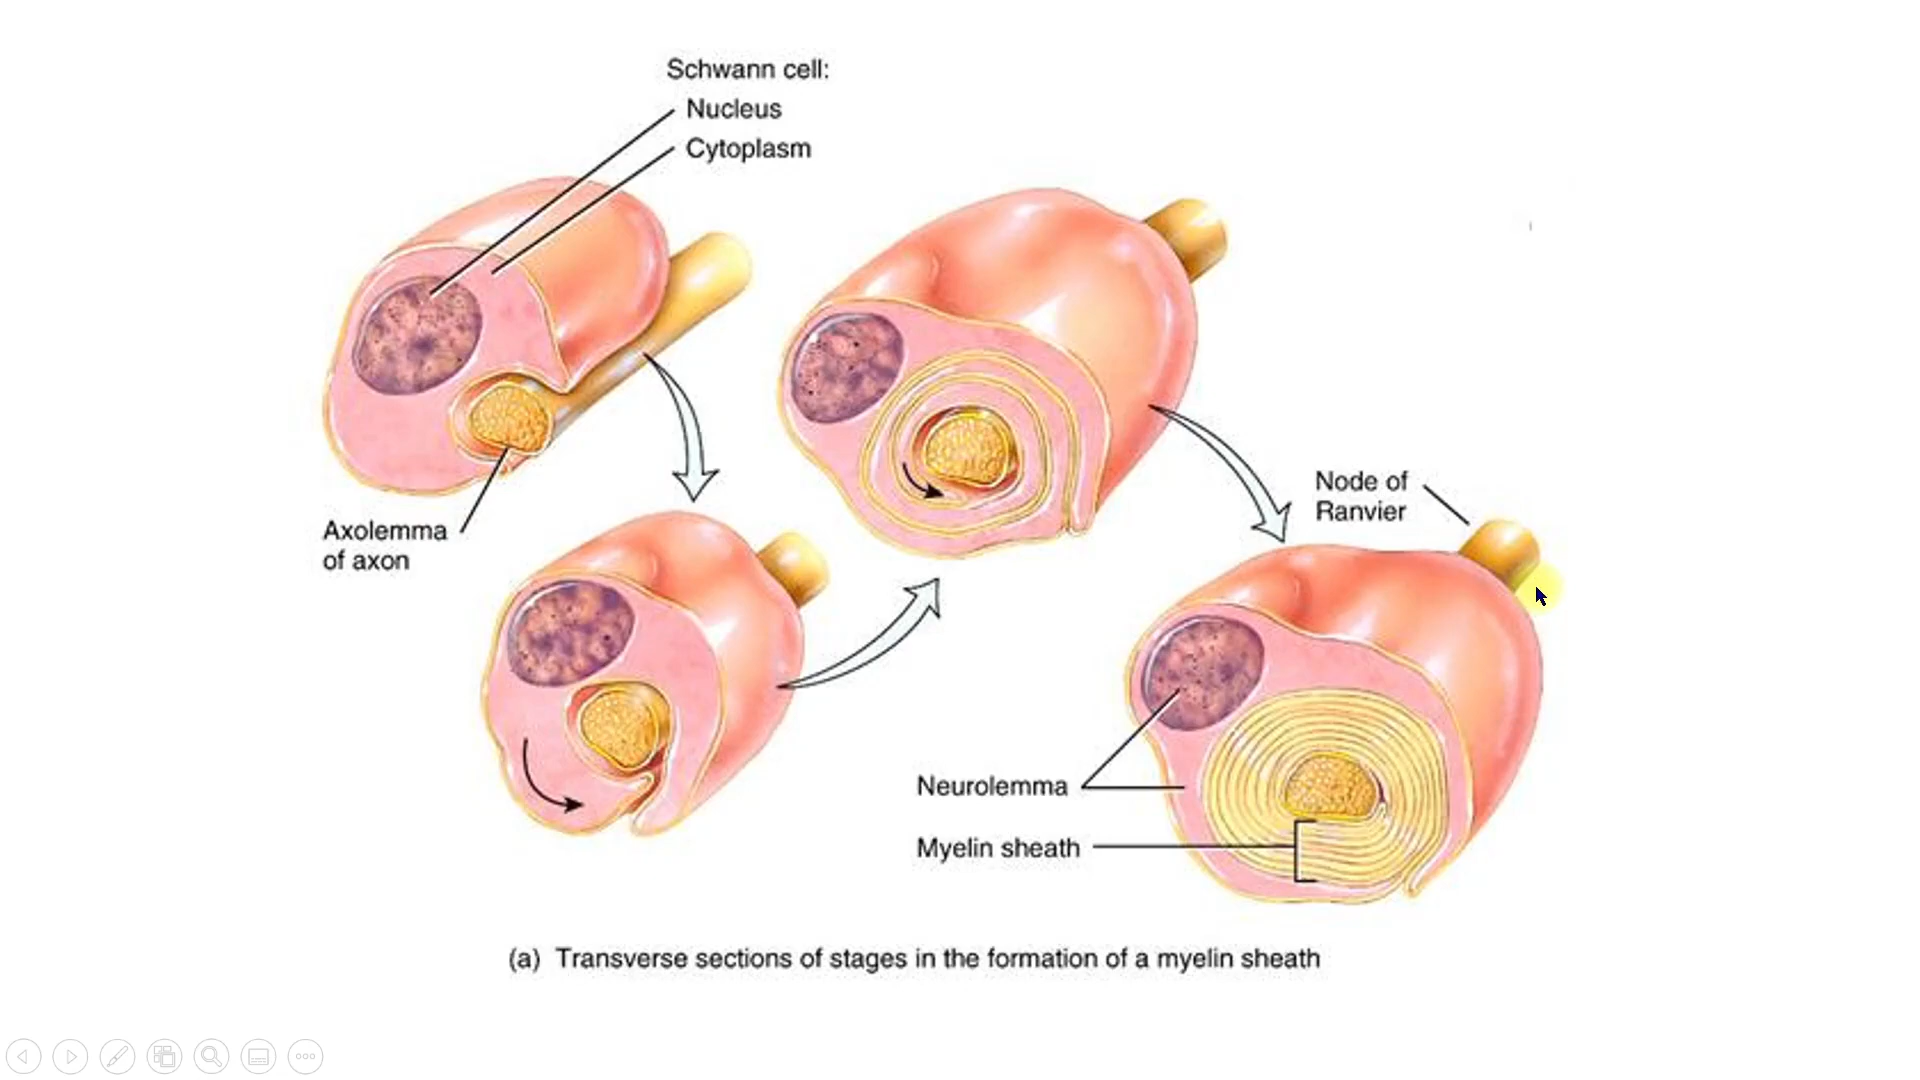 Schwann cell:
Nucleus
Cytoplasm
Axolemma
of axon
Node of
Ranvier
Neurolemma
Myelin sheath
(a) Transverse sections of stages in the formation of a myelin sheath